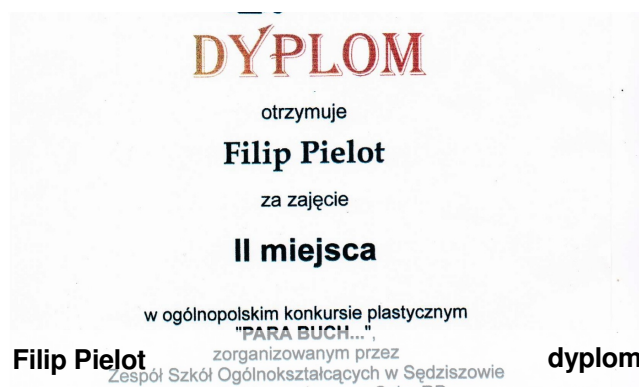 DYPLOM
otrzymuje
Filip Pielot
za zajęcie
II miejsca
w ogólnopolskim konkursie plastycznym
"PARA BUCH...",
zorganizowanym przez
Zespół Szkół Ogólnokształcących w Sędziszowie
Filip Pielot
dyplom